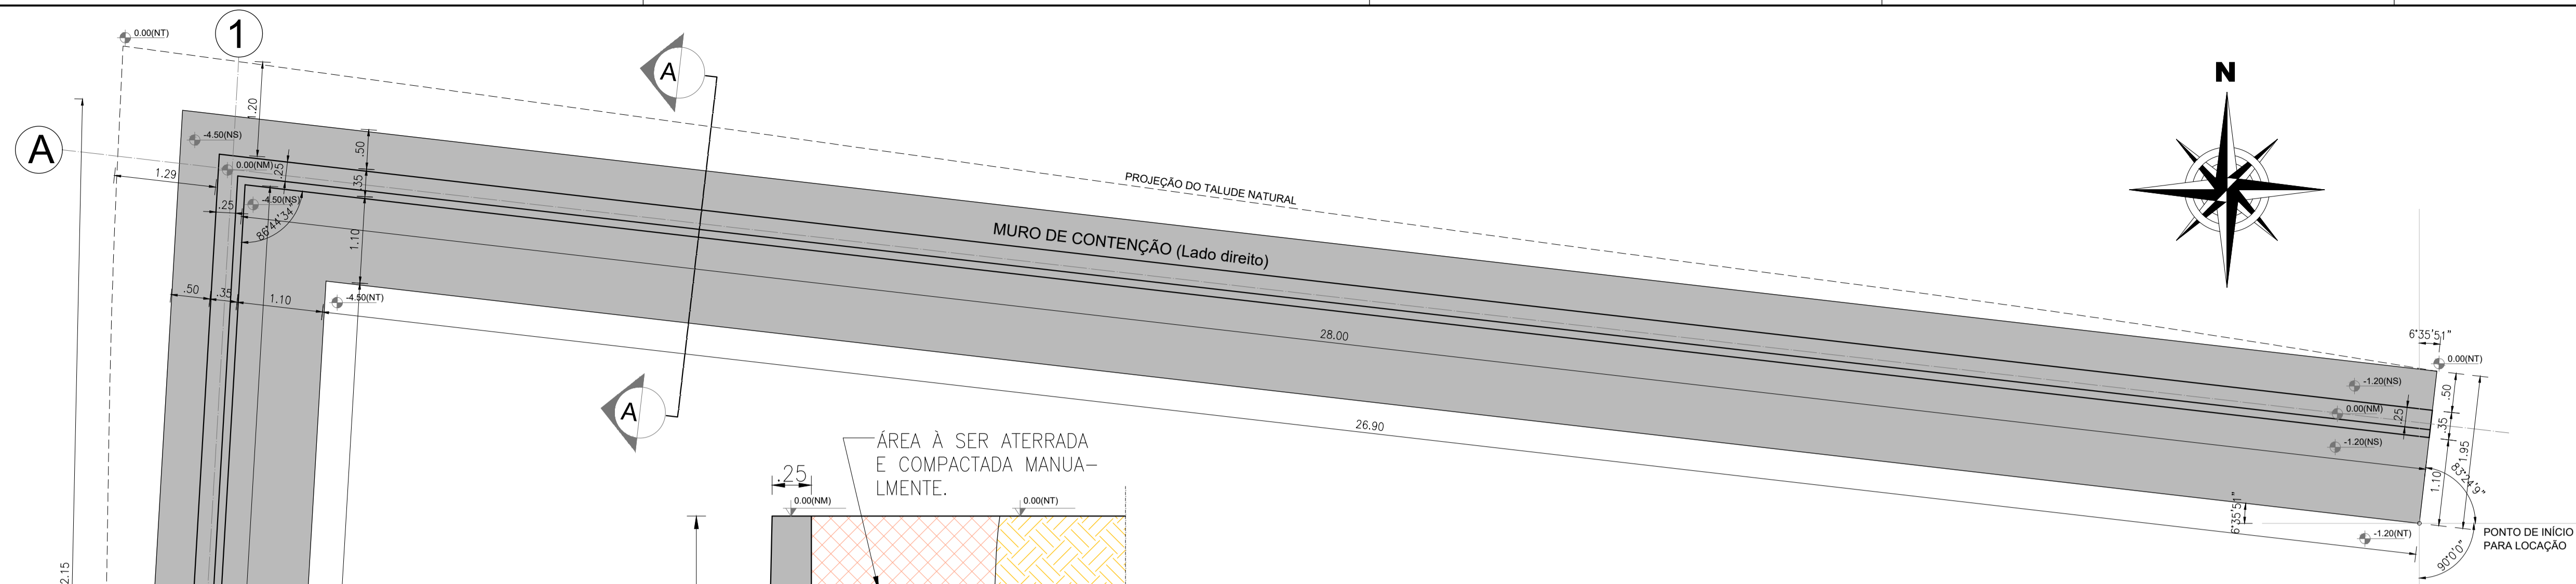 0.00(NT)
1
A
N
1.20
-4.50(NS)
.50
A
0.00(NM)
.25
1.29
.35
-4.50(NS)
.25
86°44'34"
PROJEÇÃO DO TALUDE NATURAL
MURO DE CONTENÇÃO (Lado direito)
1.10
.50
.35
1.10
-4.50(NT)
28.00
6°35'51"
0.00(NT)
-1.20(NS)
.50
A
0.00(NM)
.25
.35
26.90
-1.20(NS)
1.95
1.10
83°24'9"
ÁREA À SER ATERRADA
E COMPACTADA MANUA-
LMENTE.
.25
0.00(NM)
0.00(NT)
6°35'51"
-1.20(NT)
PONTO DE INÍCIO
PARA LOCAÇÃO
90°0'0"
2.15